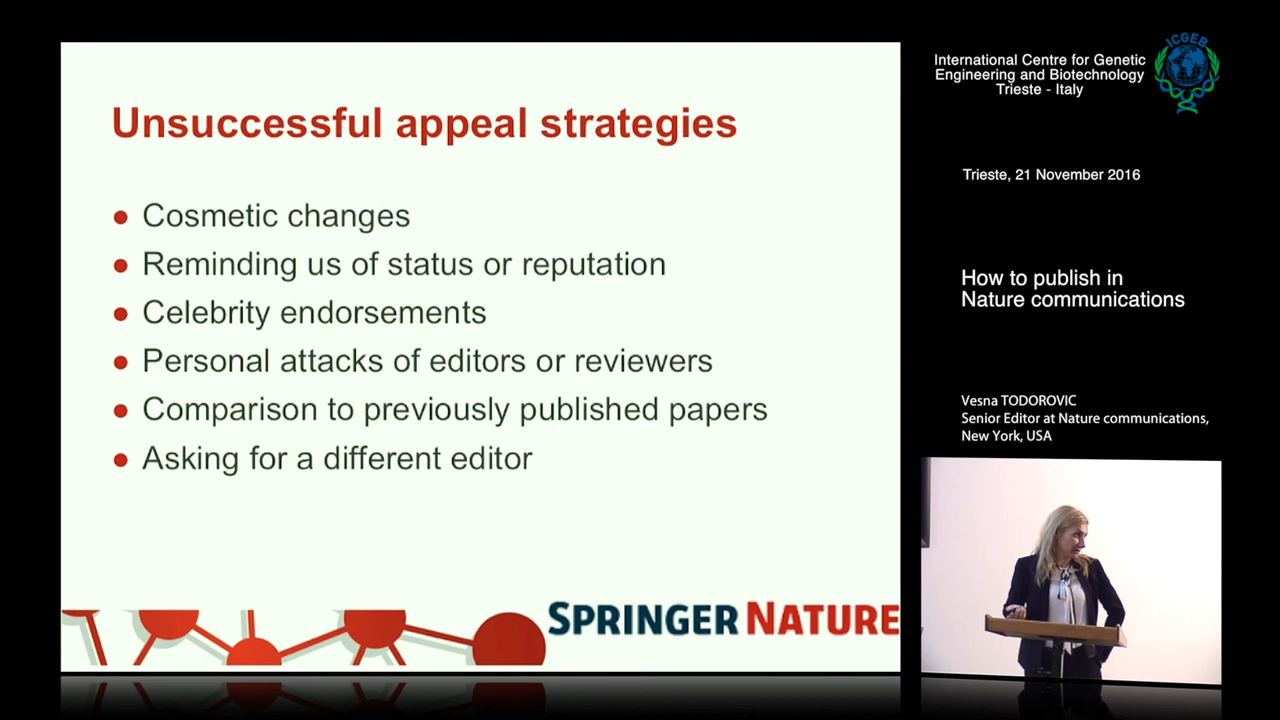 Unsuccessful appeal strategies
Cosmetic changes
Reminding us of status or reputation
Celebrity endorsements
Personal attacks of editors or reviewers
Comparison to previously published papers
Asking for a different editor
SPRINGER NATURE
International Centre for Genetic
Engineering and Biotechnology
Trieste - Italy
ICGEB
Trieste, 21 November 2016
How to publish in
Nature communications
Vesna TODOROVIC
Senior Editor at Nature communications,
New York, USA